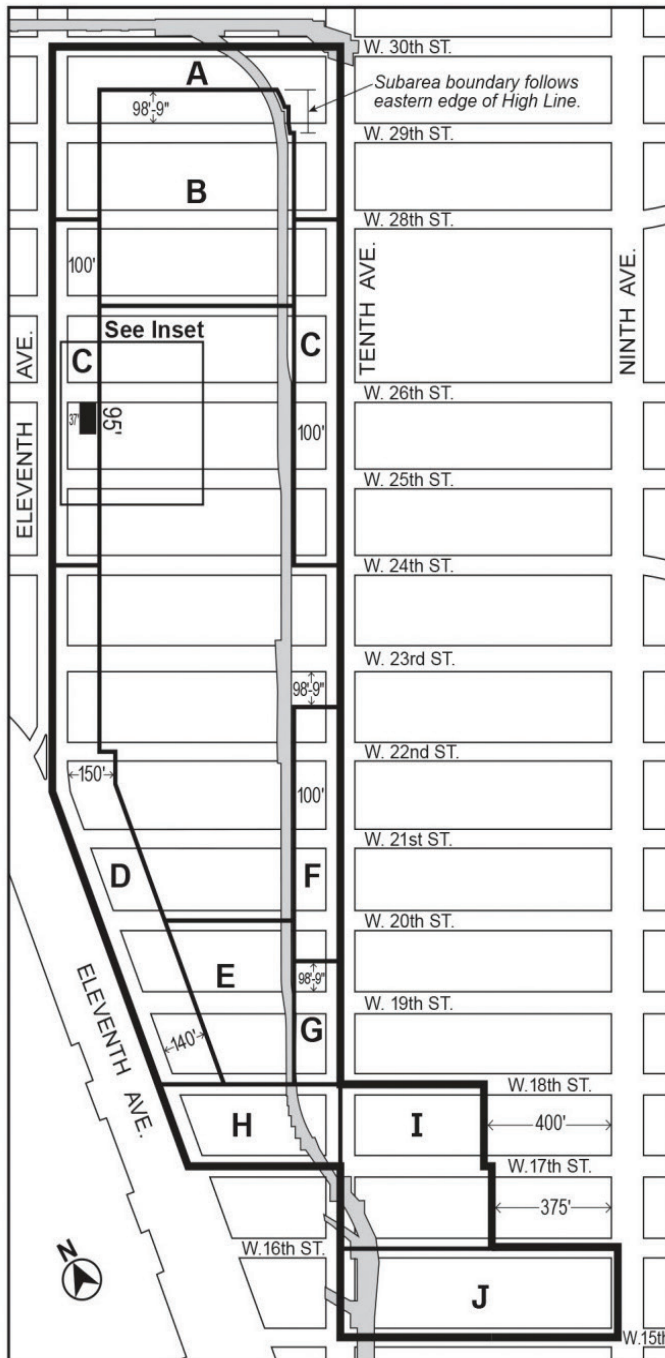 W. 30th ST.
A
Subarea boundary follows
eastern edge of High Line.
98'-9"
W. 29th ST.
B
W. 28th ST.
100'
TENTH AVE.
NINTH AVE.
See Inset
ELEVENTH AVE.
C
C
W. 26th ST.
37'
95'
100'
W. 25th ST.
W. 24th ST.
W. 23rd ST.
98'-9"
W. 22nd ST.
150'
100'
W. 21st ST.
D
F
W. 20th ST.
E
98'-9"
W. 19th ST.
ELEVENTH AVE.
140'
G
W.18th ST.
H
I
400'
W.17th ST.
375'
W.16th ST.
N
J
W.15th